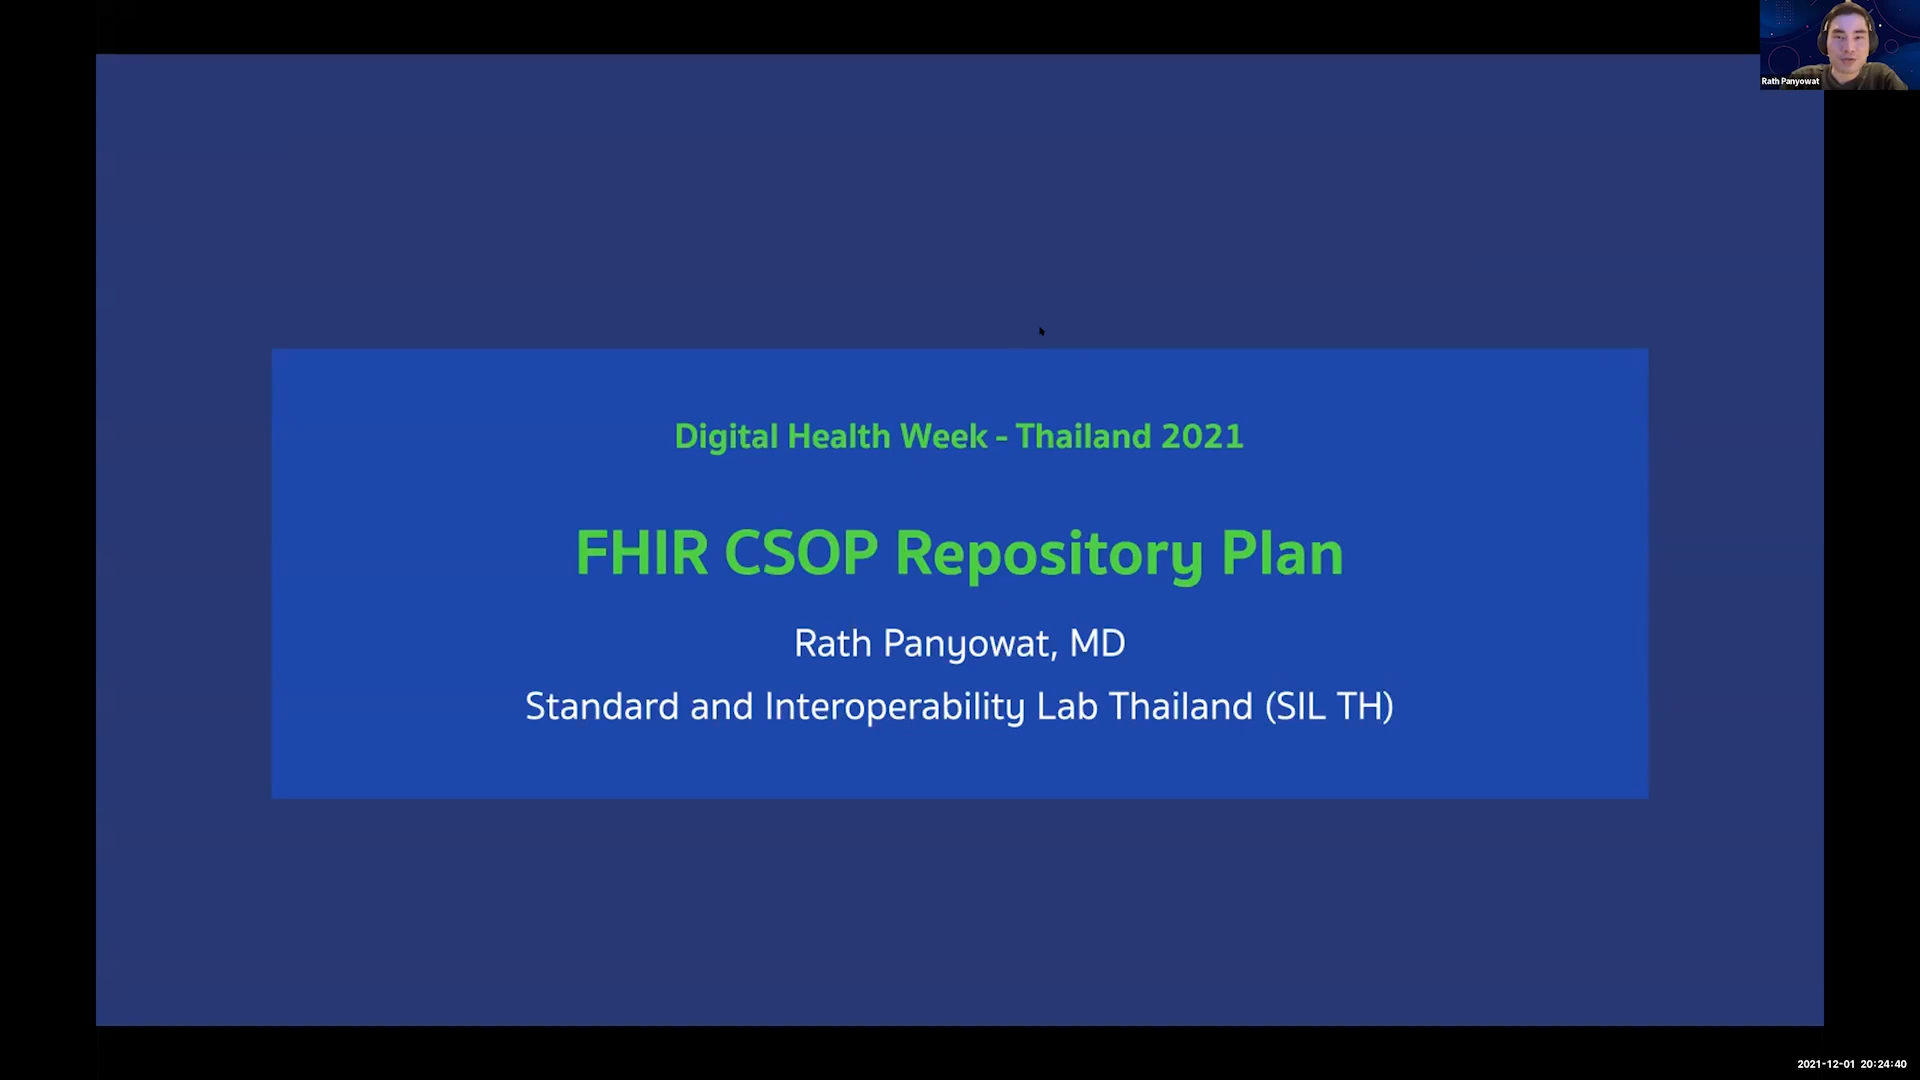 Rath Panyowat
Digital Health Week - Thailand 2021
FHIR CSOP Repository Plan
Rath Panyowat, MD
Standard and Interoperability Lab Thailand (SIL TH)
2021-12-01 20:24:40